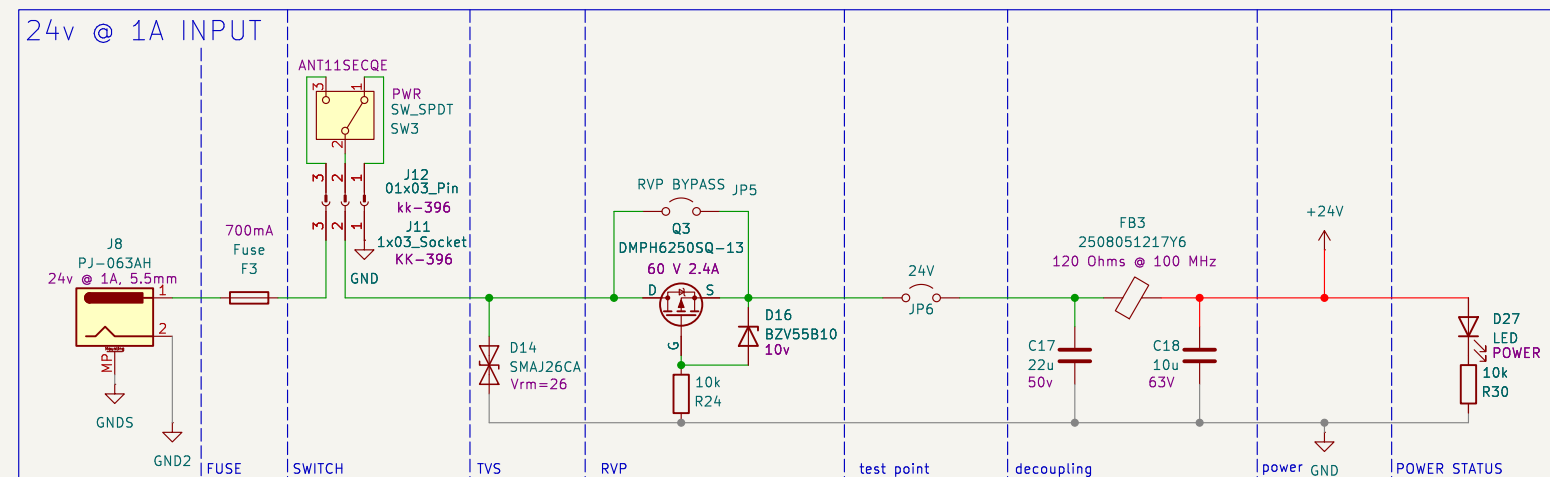 24v @ 1A INPUT
ANT11SECQE
3
1
PWR
SW_SPDT
SW3
2
3
2
1
J12
01x03_Pin
kk-396
3
2
1
J11
1x03_Socket
KK-396
GND
J8
PJ-063AH
24v @ 1A, 5.5mm
1
2
MP
GNDS
GND2
700mA
Fuse
F3
D14
SMAJ26CA
Vrm=26
RVP BYPASS
JP5
Q3
DMPH6250SQ-13
60 V 2.4A
D
S
G
D16
BZV55B10
10v
10k
R24
24V
JP6
FB3
2508051217Y6
120 Ohms @ 100 MHz
C17
22u
50v
C18
10u
63V
+24V
GND
D27
LED
POWER
10k
R30
FUSE
SWITCH
TVS
RVP
test point
decoupling
power
POWER STATUS